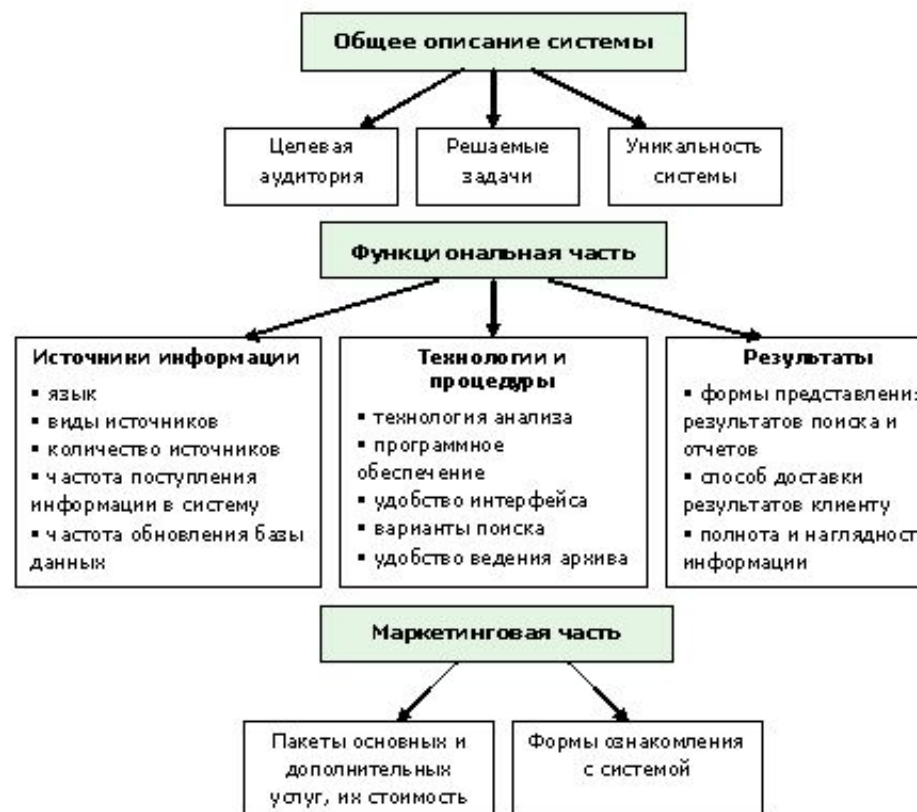 Общее описание системы
Целевая
аудитория
Решаемые
задачи
Уникальность
системы
Функциональная часть
Источники информации
▪ язык
▪ виды источников
▪ количество источников
▪ частота поступления
информации в систему
▪ частота обновления базы
данных
Технологии и
процедуры
▪ технология анализа
▪ программное
обеспечение
▪ удобство интерфейса
▪ варианты поиска
▪ удобство ведения архива
Результаты
▪ формы представления
результатов поиска и
отчетов
▪ способ доставки
результатов клиенту
▪ полнота и наглядност
информации
Маркетинговая часть
Пакеты основных и
дополнительных
услуг, их стоимость
Формы ознакомления
с системой